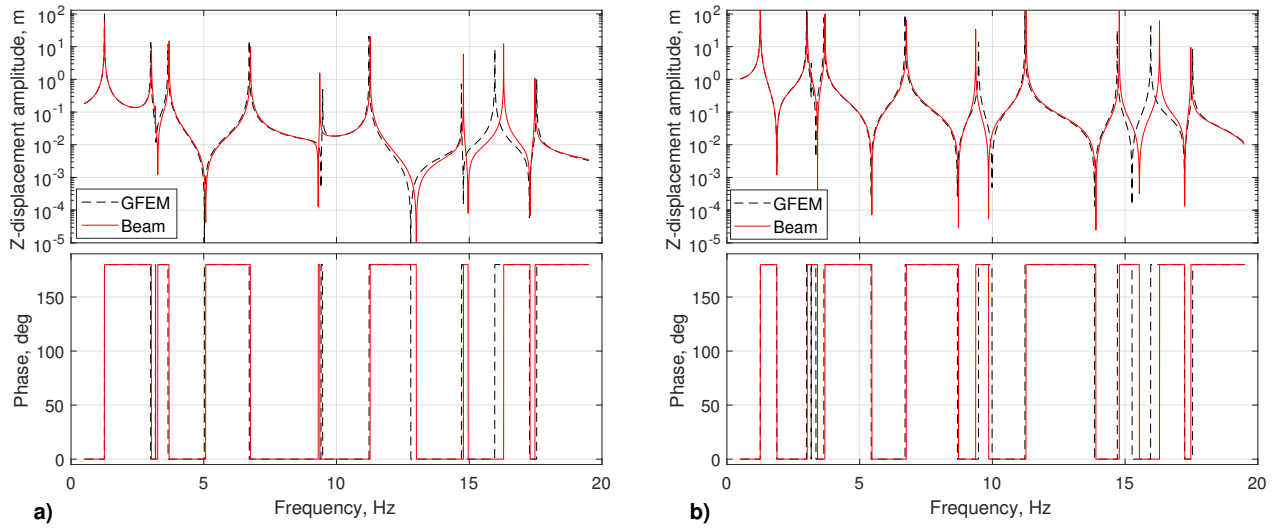 Z-displacement amplitude, m
10^2
10^1
10^0
10^-1
10^-2
10^-3
10^-4
10^-5
GFEM
Beam
Phase, deg
150
100
50
0
0 5 10 15 20
Frequency, Hz
a)
Z-displacement amplitude, m
10^2
10^1
10^0
10^-1
10^-2
10^-3
10^-4
10^-5
GFEM
Beam
Phase, deg
150
100
50
0
0 5 10 15 20
Frequency, Hz
b)